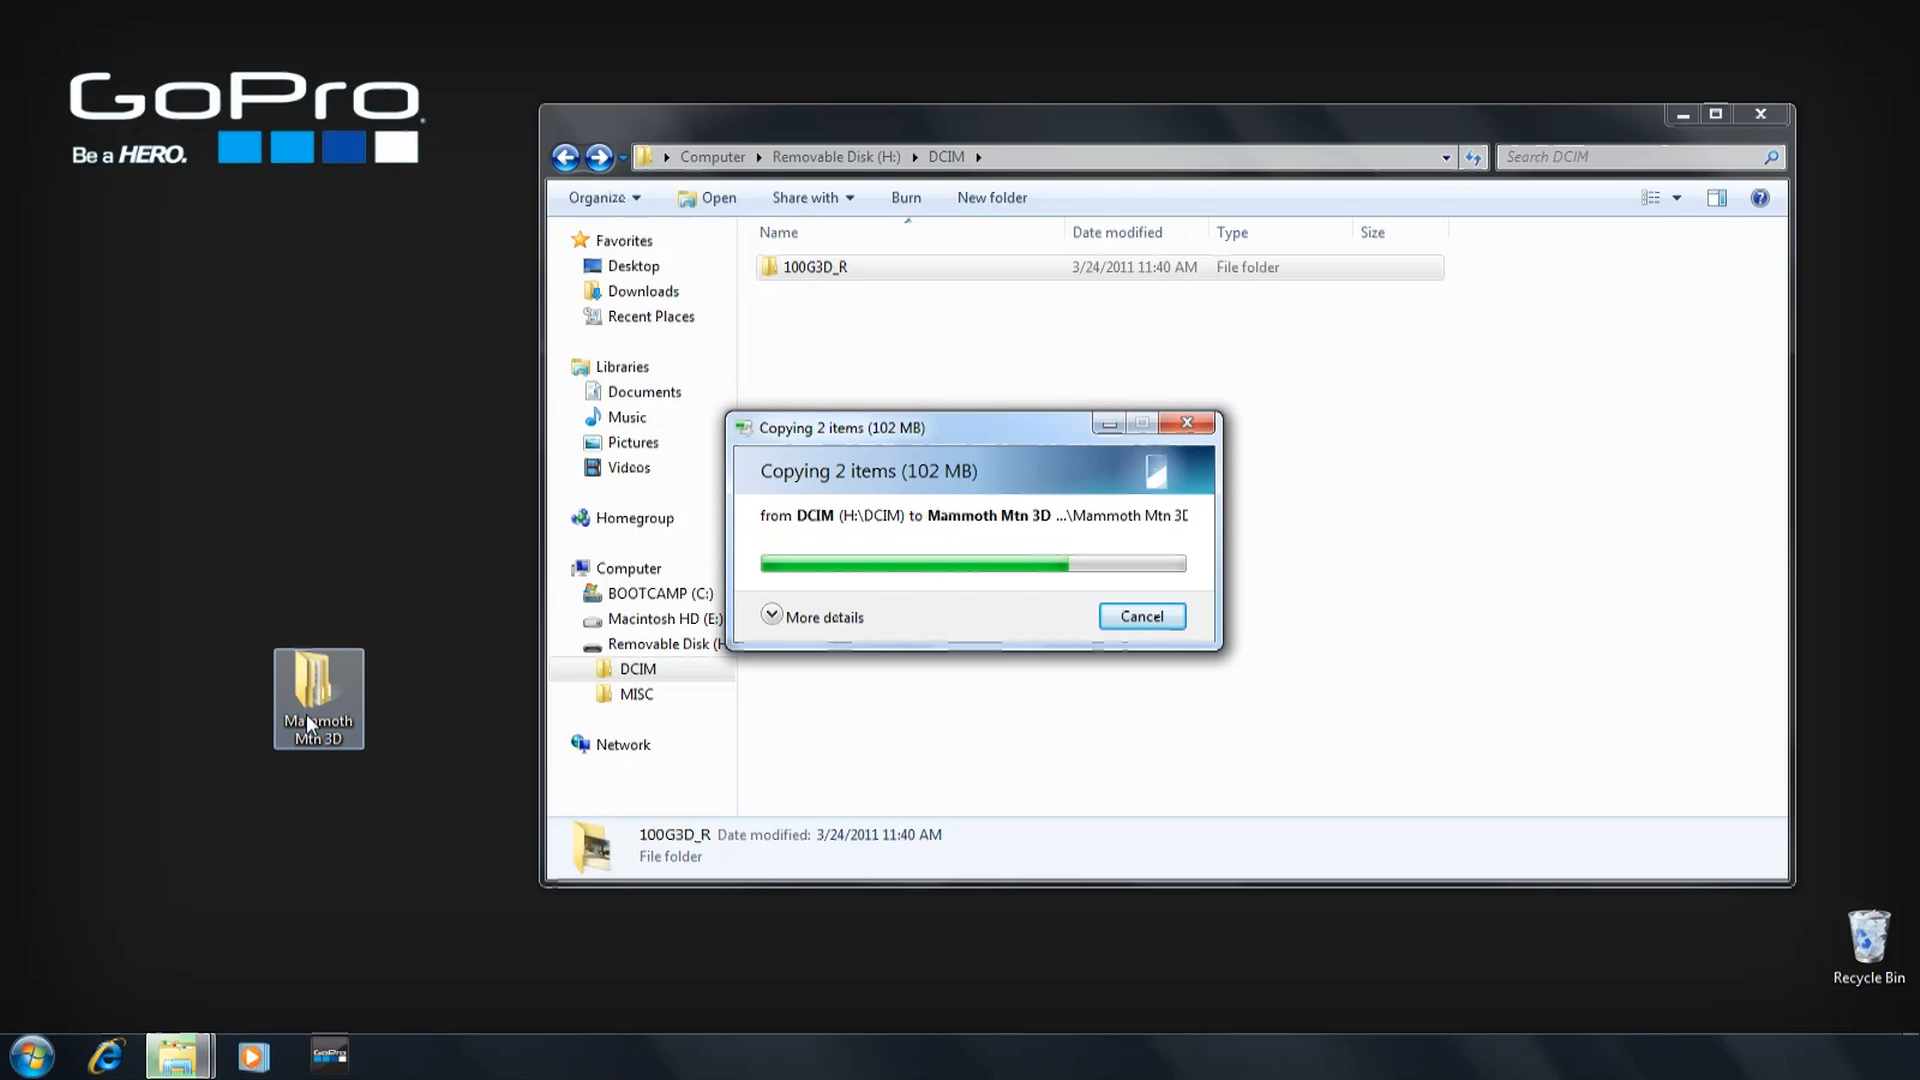 GoPro
Be a HERO.
Computer Removable Disk (H:) DCIM
Search DCIM
Organize Open Share with Burn New folder
Name Date modified Type Size
100G3D_R 3/24/2011 11:40 AM File folder
Favorites
Desktop
Downloads
Recent Places
Libraries
Documents
Music
Pictures
Videos
Homegroup
Computer
BOOTCAMP (C:)
Macintosh HD (E:)
Removable Disk (H
DCIM
MISC
Network
Copying 2 items (102 MB)
Copying 2 items (102 MB)
from DCIM (H:\DCIM) to Mammoth Mtn 3D ...\Mammoth Mtn 3D
More details
Cancel
Mammoth
Mtn 3D
100G3D_R Date modified: 3/24/2011 11:40 AM
File folder
Recycle Bin
GoPro